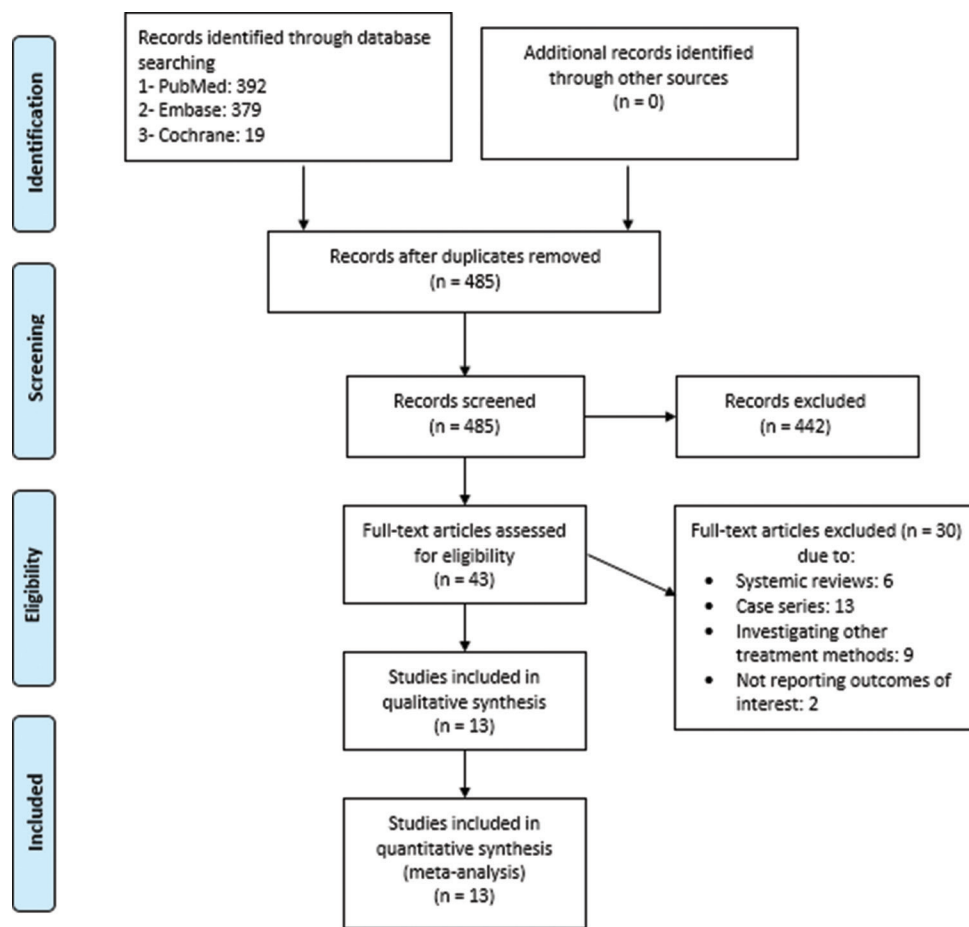 Identification
Records identified through database
searching
1- PubMed: 392
2- Embase: 379
3- Cochrane: 19
Additional records identified
through other sources
(n = 0)
Records after duplicates removed
(n = 485)
Screening
Records screened
(n = 485)
Records excluded
(n = 442)
Eligibility
Full-text articles assessed
for eligibility
(n = 43)
Full-text articles excluded (n = 30)
due to:
• Systemic reviews: 6
• Case series: 13
• Investigating other
treatment methods: 9
• Not reporting outcomes of
interest: 2
Studies included in
qualitative synthesis
(n = 13)
Included
Studies included in
quantitative synthesis
(meta-analysis)
(n = 13)